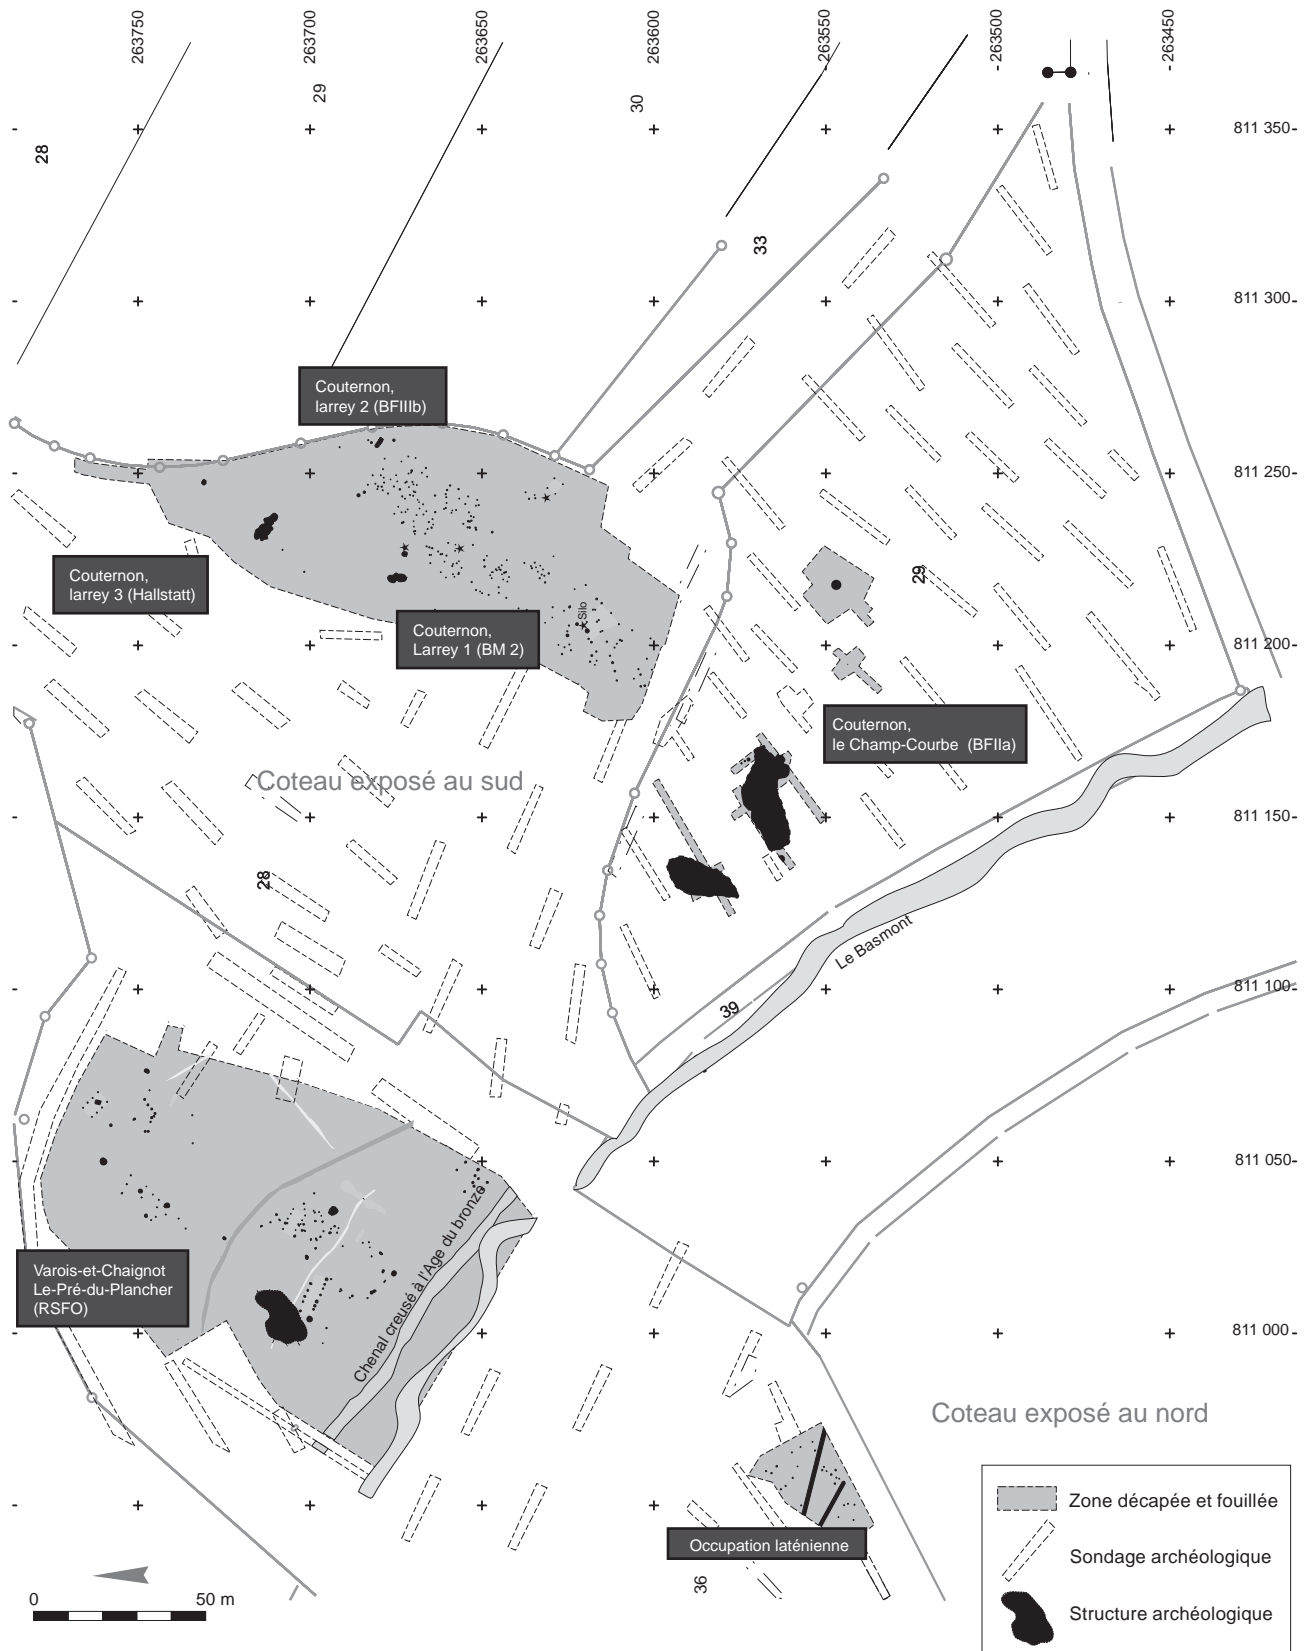 263750
263700
263650
263600
263550
263500
263450
29
30
28
811 350
33
811 300
Couternon,
larrey 2 (BFIIIb)
811 250
Couternon,
larrey 3 (Hallstatt)
29
Silo
Couternon,
Larrey 1 (BM 2)
811 200
Couternon,
le Champ-Courbe (BFIIa)
Coteau exposé au sud
811 150
28
Le Basmont
811 100
39
811 050
Chenal creusé à l'Age du bronze
Varois-et-Chaignot
Le-Pré-du-Plancher
(RSFO)
811 000
Coteau exposé au nord
Zone décapée et fouillée
Occupation laténienne
Sondage archéologique
36
0 50 m
Structure archéologique